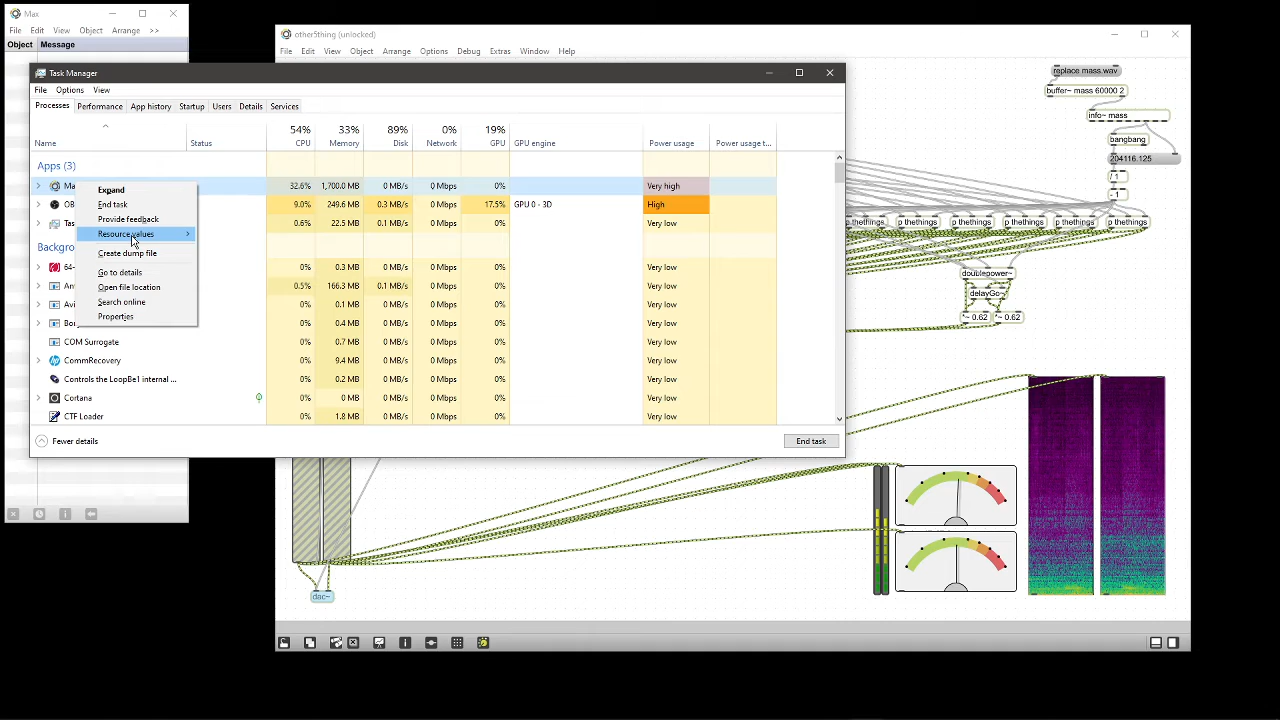 Max
File Edit View Object Arrange >>
Object Message
other5thing (unlocked)
File Edit View Object Arrange Options Debug Extras Window Help
Task Manager
File Options View
Processes Performance App history Startup Users Details Services
54% 33% 89% 0% 19%
Name Status CPU Memory Disk Network GPU GPU engine Power usage Power usage t...
Apps (3)
Ma 32.6% 1,700.0 MB 0 MB/s 0 Mbps 0% Very high
OB 9.0% 249.6 MB 0.3 MB/s 0 Mbps 17.5% GPU 0 - 3D High
Tas 0.6% 22.5 MB 0.1 MB/s 0 Mbps 0% Very low
Backgro
64- 0% 0.3 MB 0 MB/s 0 Mbps 0% Very low
Ant 0.5% 166.3 MB 0.1 MB/s 0 Mbps 0% Very low
Avi 0% 0.1 MB 0 MB/s 0 Mbps 0% Very low
Bon 0% 0.4 MB 0 MB/s 0 Mbps 0% Very low
COM Surrogate 0% 0.7 MB 0 MB/s 0 Mbps 0% Very low
CommRecovery 0% 9.4 MB 0 MB/s 0 Mbps 0% Very low
Controls the LoopBe1 internal ... 0% 0.2 MB 0 MB/s 0 Mbps 0% Very low
Cortana 0% 0 MB 0 MB/s 0 Mbps 0% Very low
CTF Loader 0% 1.8 MB 0 MB/s 0 Mbps 0% Very low
Expand
End task
Provide feedback
Resource values
Create dump file
Go to details
Open file location
Search online
Properties
Fewer details End task
replace mass.wav
buffer~ mass 60000 2
info~ mass
bangbang
204116.125
/ 1
- 1
p thethings p thethings p thethings p thethings p thethings p thethings
doublepower~
delayGo~
*~ 0.62 *~ 0.62
dac~